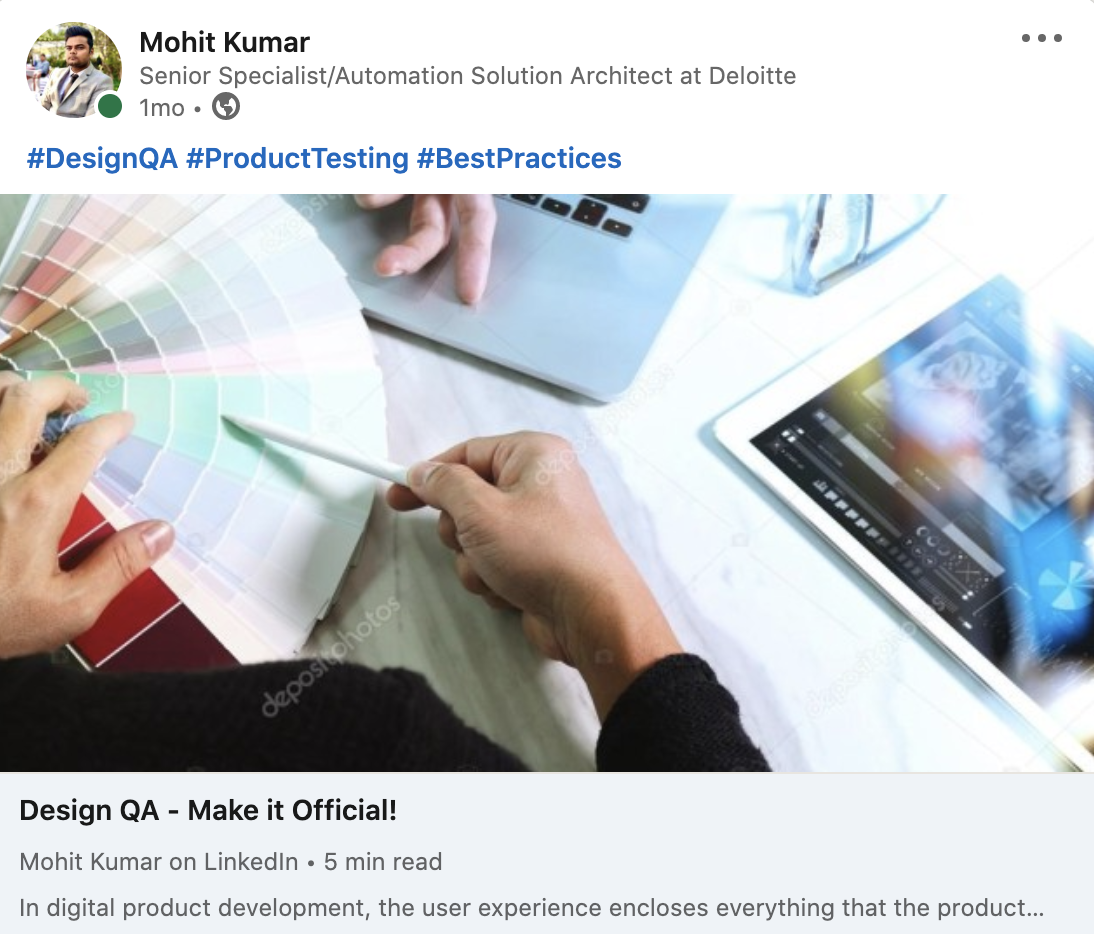 Mohit Kumar
Senior Specialist/Automation Solution Architect at Deloitte
1mo •
#DesignQA #ProductTesting #BestPractices
depositphotos
Design QA - Make it Official!
Mohit Kumar on LinkedIn • 5 min read
In digital product development, the user experience encloses everything that the product...